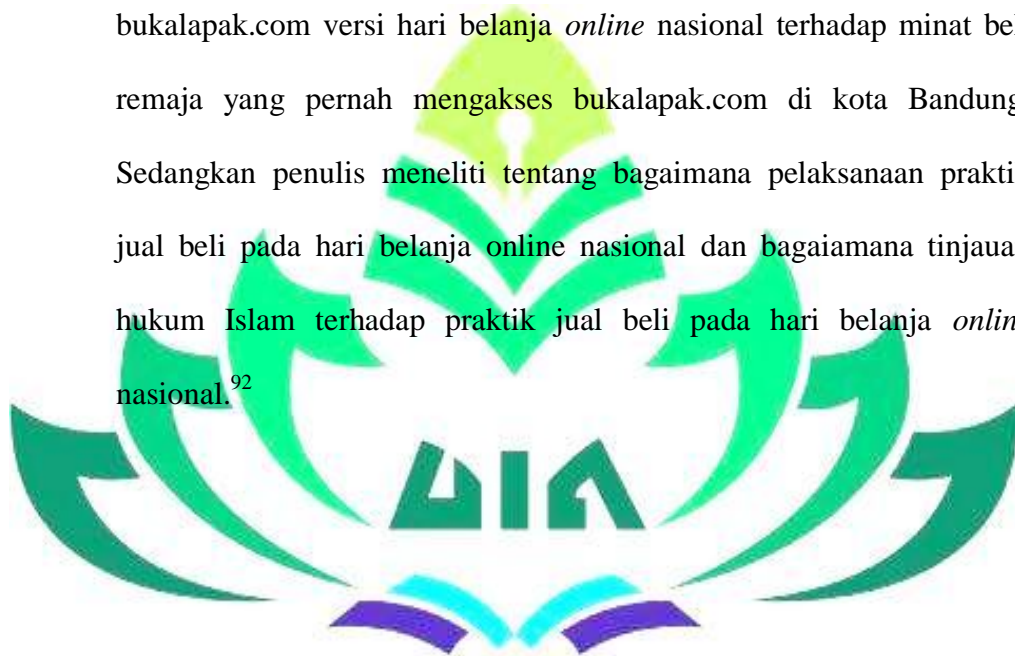 bukalapak.com versi hari belanja online nasional terhadap minat bel
remaja yang pernah mengakses bukalapak.com di kota Bandung
Sedangkan penulis meneliti tentang bagaimana pelaksanaan prakti
jual beli pada hari belanja online nasional dan bagaiamana tinjaua
hukum Islam terhadap praktik jual beli pada hari belanja onlin
nasional.92
UIN